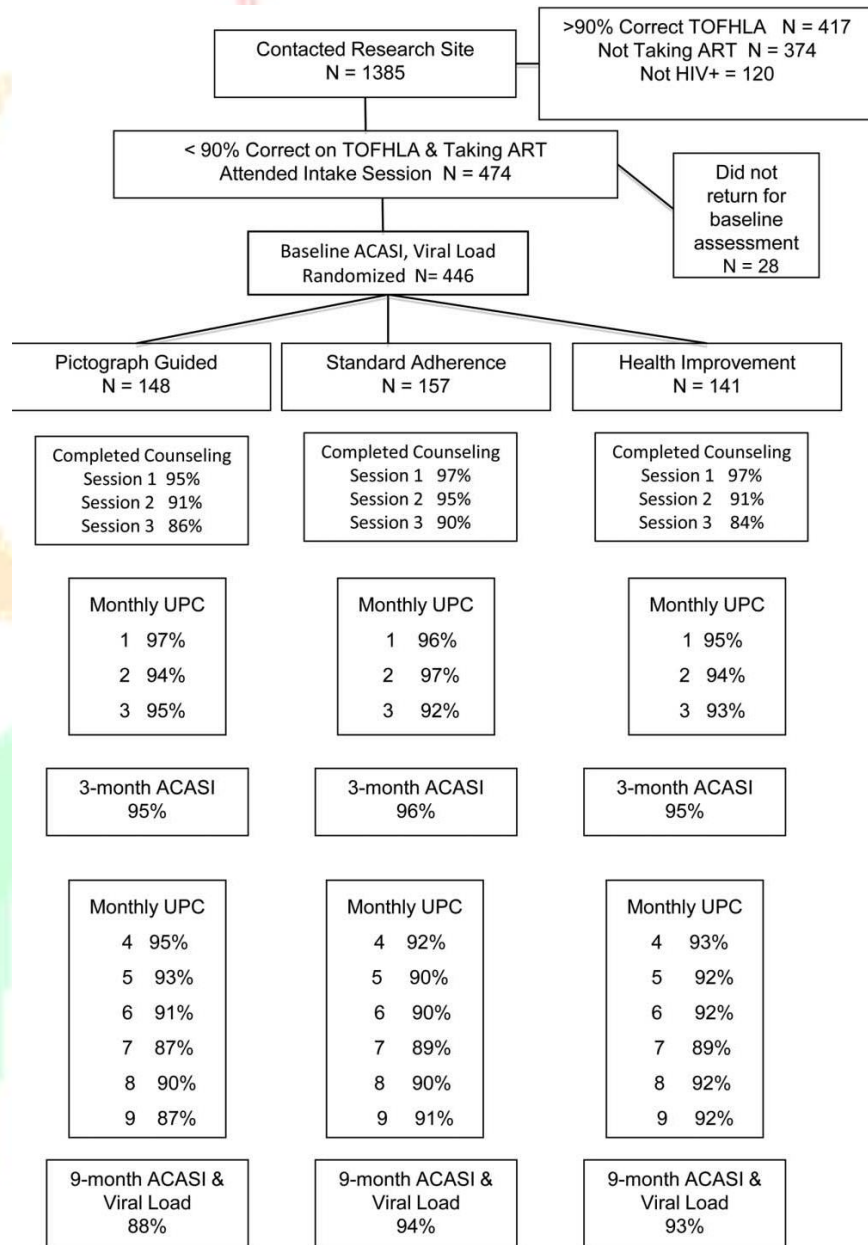 Contacted Research Site
N = 1385
>90% Correct TOFHLA N = 417
Not Taking ART N = 374
Not HIV+ = 120
< 90% Correct on TOFHLA & Taking ART
Attended Intake Session N = 474
Did not
return for
baseline
assessment
N = 28
Baseline ACASI, Viral Load
Randomized N= 446
Pictograph Guided
N = 148
Standard Adherence
N = 157
Health Improvement
N = 141
Completed Counseling
Session 1 95%
Session 2 91%
Session 3 86%
Completed Counseling
Session 1 97%
Session 2 95%
Session 3 90%
Completed Counseling
Session 1 97%
Session 2 91%
Session 3 84%
Monthly UPC
1 97%
2 94%
3 95%
Monthly UPC
1 96%
2 97%
3 92%
Monthly UPC
1 95%
2 94%
3 93%
3-month ACASI
95%
3-month ACASI
96%
3-month ACASI
95%
Monthly UPC
4 95%
5 93%
6 91%
7 87%
8 90%
9 87%
Monthly UPC
4 92%
5 90%
6 90%
7 89%
8 90%
9 91%
Monthly UPC
4 93%
5 92%
6 92%
7 89%
8 92%
9 92%
9-month ACASI &
Viral Load
88%
9-month ACASI &
Viral Load
94%
9-month ACASI &
Viral Load
93%